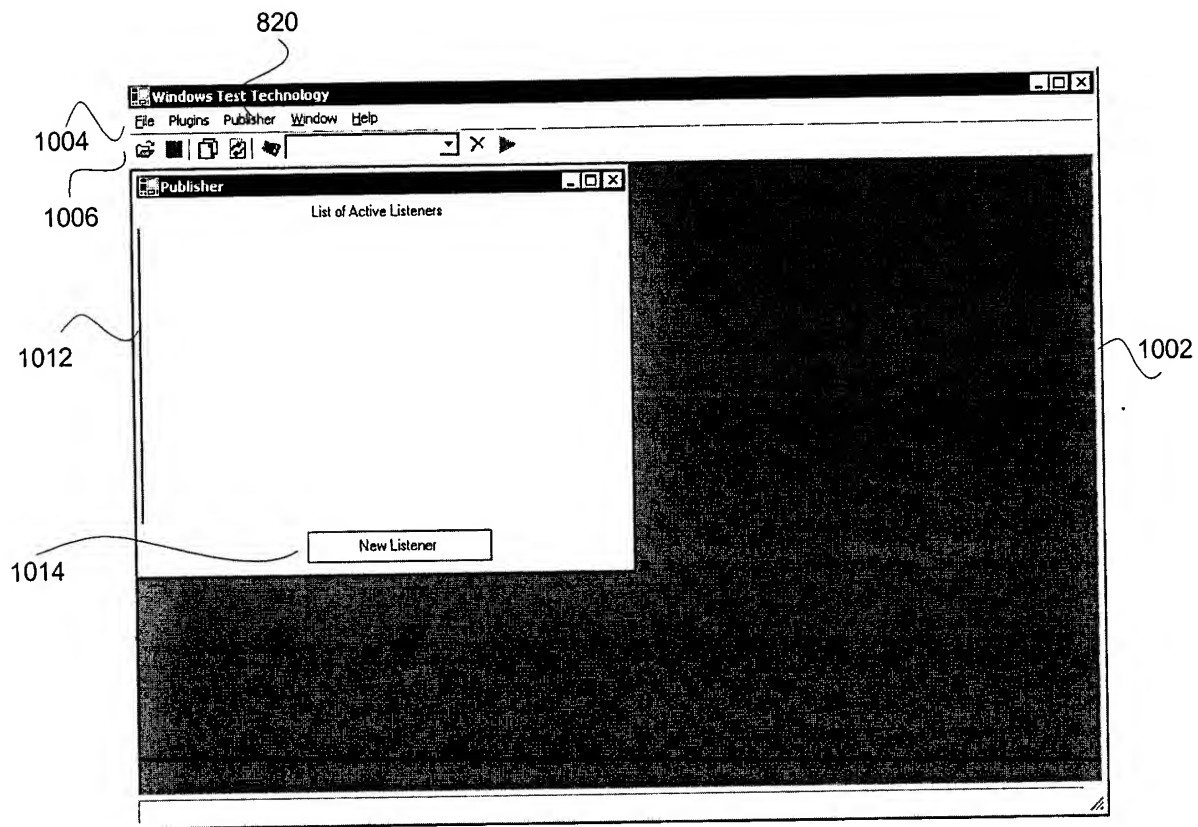 820
Windows Test Technology
File Plugins Publisher Window Help
1004
1006
Publisher
List of Active Listeners
1012
1002
New Listener
1014